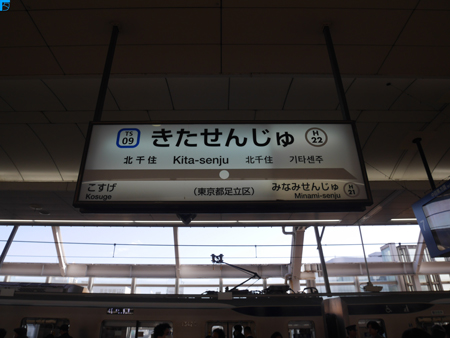 TS 09 きたせんじゅ H 22
北千住 Kita-senju 北千住 기타센주
こすげ (東京都足立区) みなみせんじゅ H 21
Kosuge Minami-senju